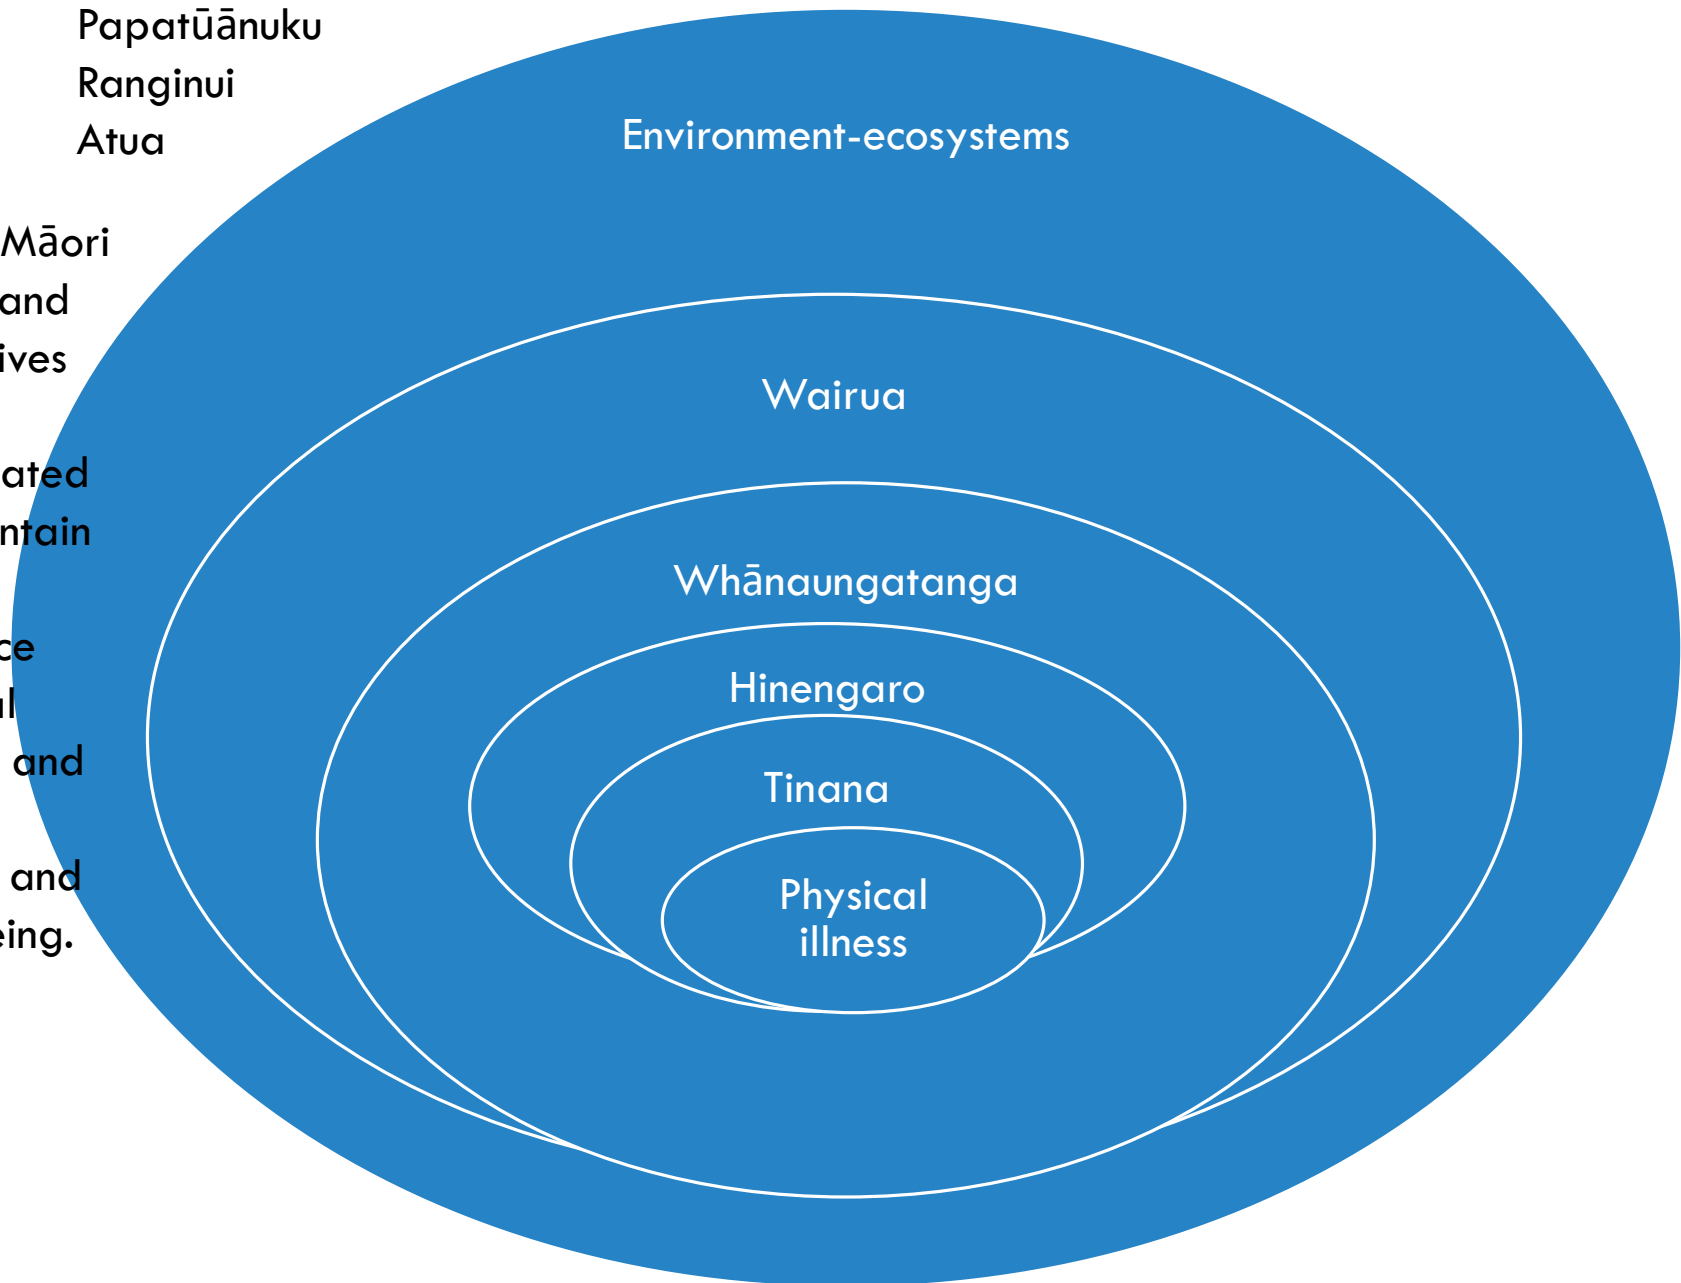 Papatūānuku
Ranginui
Atua
Māori
and
ives
ated
ntain
ce
al
and
and
eing.
Environment-ecosystems
Wairua
Whānaungatanga
Hinengaro
Tinana
Physical
illness